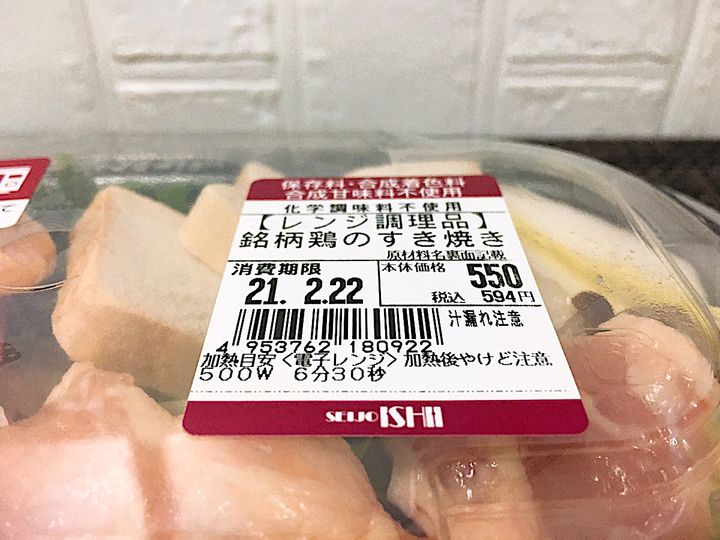 保存料・合成着色料
合成甘味料不使用
化学調味料不使用
【レンジ調理品】
銘柄鶏のすき焼き
原材料名裏面記載
消費期限
21. 2.22
本体価格
550
税込 594円
4 953762 180922
汁漏れ注意
加熱目安〈電子レンジ〉加熱後やけど注意
500W 6分30秒
SEIJO ISHII